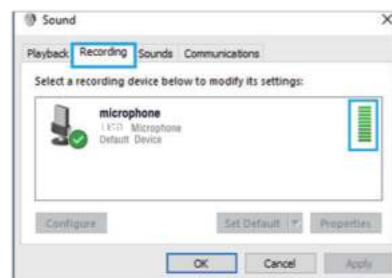 Sound
Playback Recording Sounds Communications
Select a recording device below to modify its settings:
microphone
Microphone
Default Device
Configure Set Default Properties
OK Cancel Apply